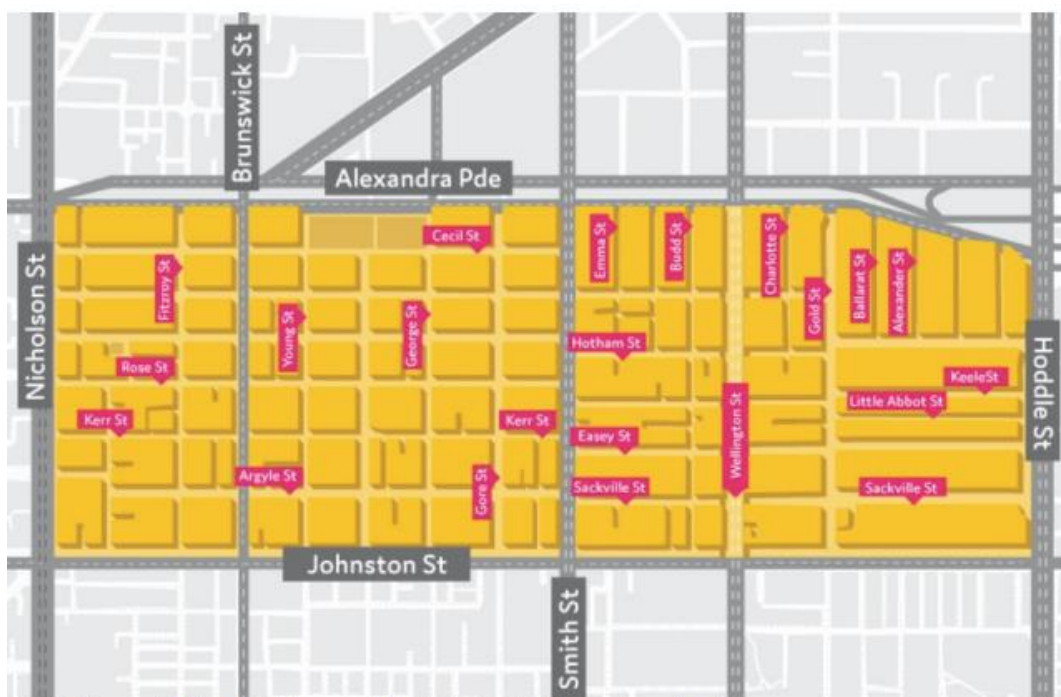 Brunswick St
Alexandra Pde
Cecil St
Emma St
Budd St
Charlotte St
Fitzroy St
Ballarat St
Alexander St
Gold St
Young St
George St
Nicholson St
Hotham St
Hoddle St
Rose St
KeeleSt
Little Abbot St
Kerr St
Kerr St
Wellington St
Easey St
Argyle St
Gore St
Sackville St
Sackville St
Johnston St
Smith St